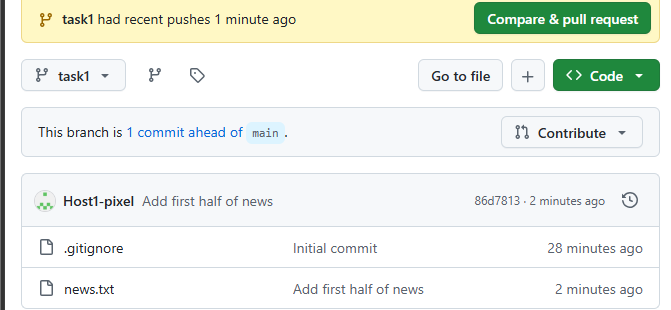 task1 had recent pushes 1 minute ago
Compare & pull request
task1
Go to file
Code
This branch is 1 commit ahead of main.
Contribute
Host1-pixel Add first half of news 86d7813 · 2 minutes ago
.gitignore Initial commit 28 minutes ago
news.txt Add first half of news 2 minutes ago